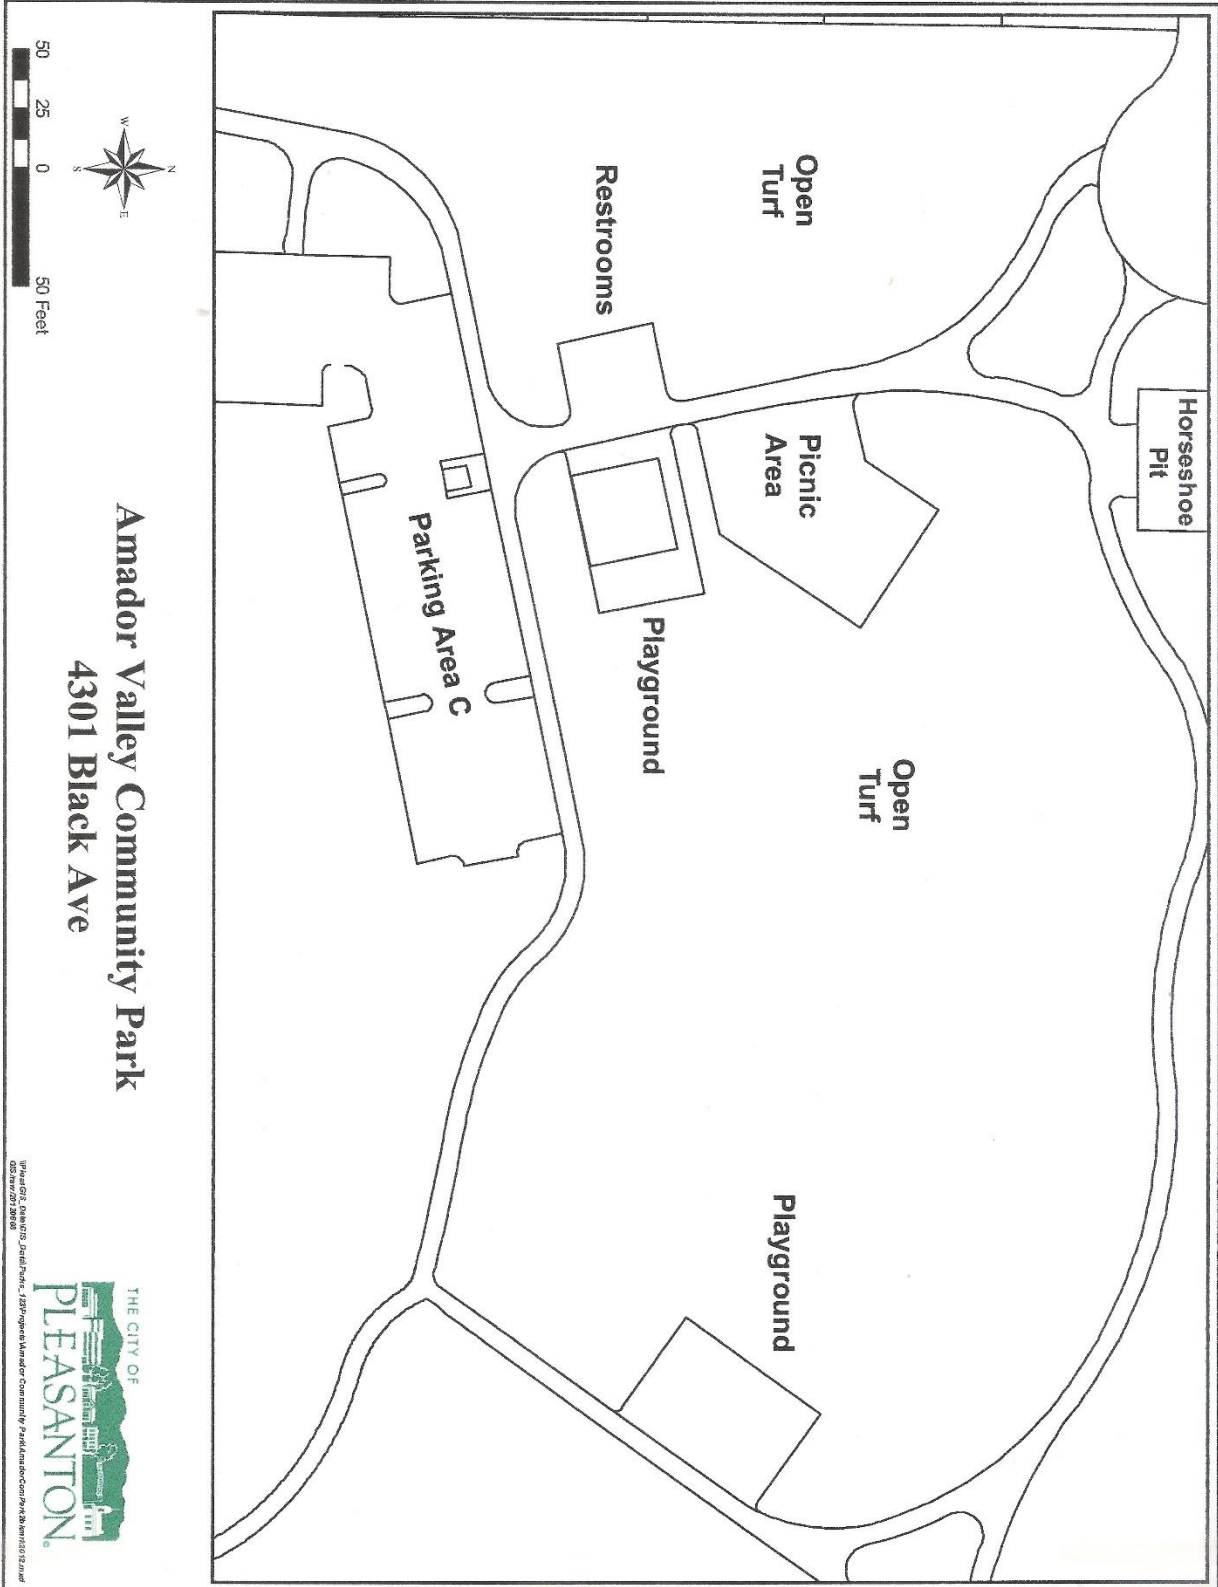 Horseshoe
Pit
Open
Turf
Picnic
Area
Restrooms
Open
Turf
Playground
Playground
Parking Area C
N
W
E
S
50 25 0 50 Feet
Amador Valley Community Park
4301 Black Ave
THE CITY OF
PLEASANTON